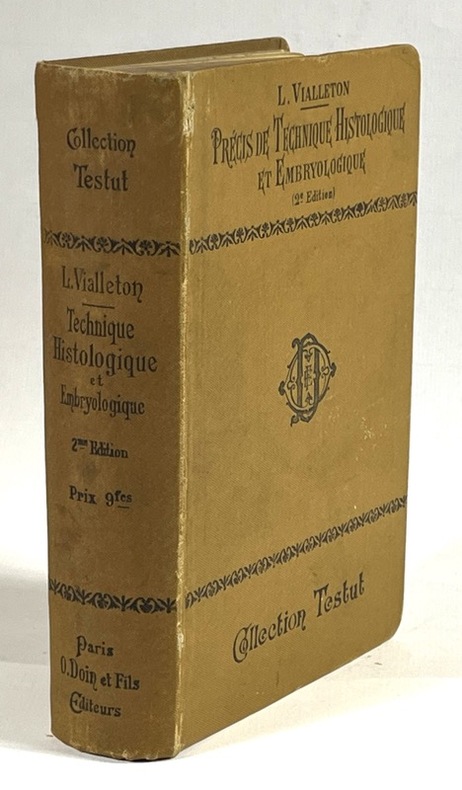 Collection
Testut
L. Vialleton
Technique
Histologique
et
Embryologique
2me Edition
Prix 9fcs
Paris
O. Doin et Fils
Editeurs
L. VIALLETON
PRÉCIS DE TECHNIQUE HISTOLOGIQUE
ET EMBRYOLOGIQUE
(2e Edition)
Collection Testut